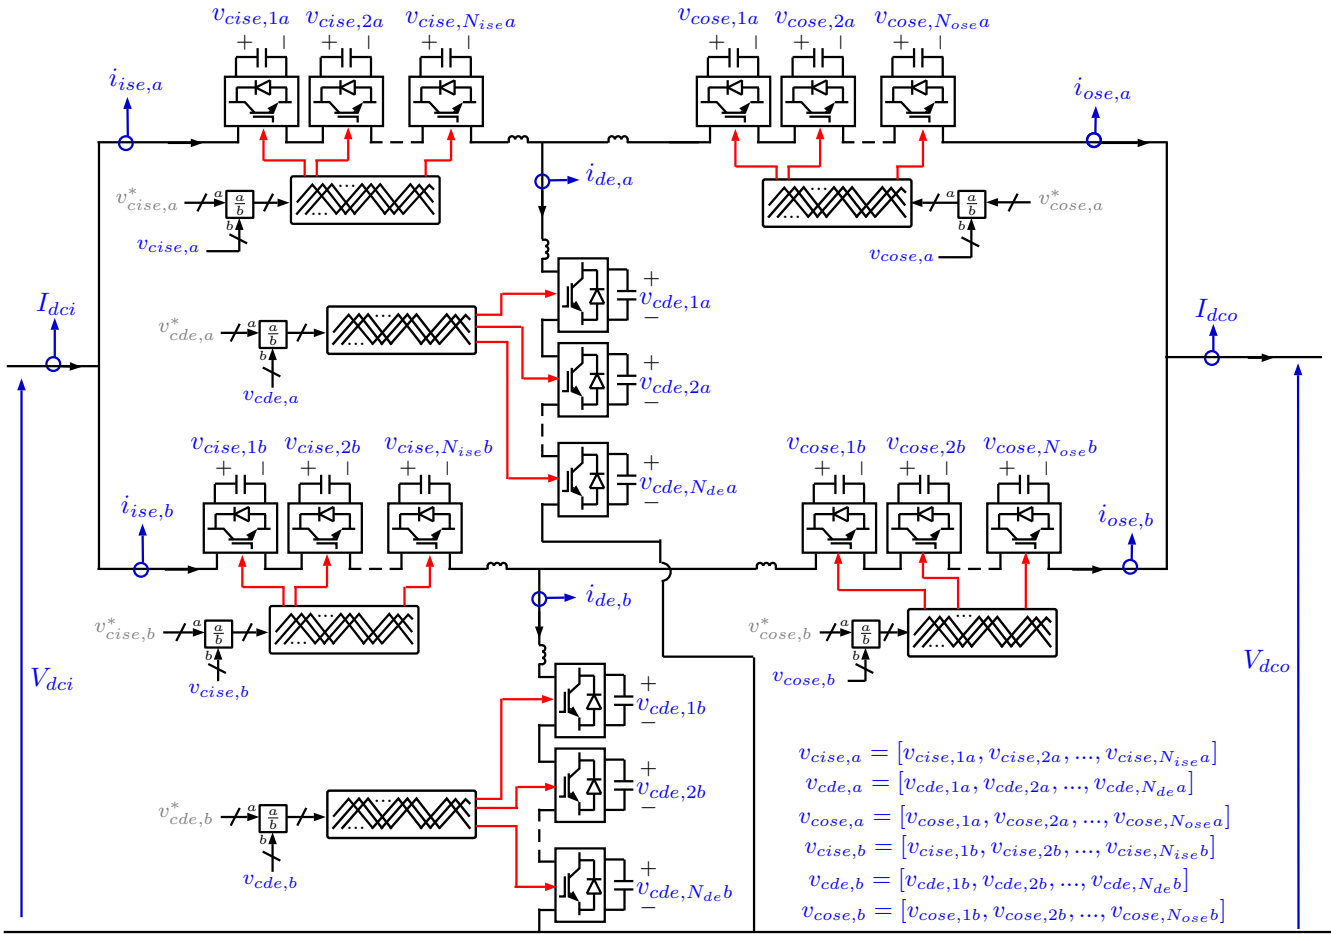 v_{cise,1a} v_{cise,2a} v_{cise,N_{ise}a} v_{cose,1a} v_{cose,2a} v_{cose,N_{ose}a}
+ − + − + − + − + − + −
i_{ise,a} i_{ose,a}
i_{de,a}
v^*_{cise,a} a a/b ... ... ... ... a a/b v^*_{cose,a}
b b
v_{cise,a} v_{cose,a}
+
v_{cde,1a}
−
I_{dci} I_{dco}
v^*_{cde,a} a a/b ... ...
b
v_{cde,a}
+
v_{cde,2a}
−
v_{cise,1b} v_{cise,2b} v_{cise,N_{ise}b} v_{cose,1b} v_{cose,2b} v_{cose,N_{ose}b}
+ − + − + − + − + − + −
+
v_{cde,N_{de}a}
−
i_{ise,b} i_{ose,b}
i_{de,b}
v^*_{cise,b} a a/b ... ... v^*_{cose,b} a a/b ... ...
b b
v_{cise,b} v_{cose,b}
V_{dci} V_{dco}
+
v_{cde,1b}
−
+
v_{cde,2b}
−
v^*_{cde,b} a a/b ... ...
b
v_{cde,b}
+
v_{cde,N_{de}b}
−
v_{cise,a} = [v_{cise,1a}, v_{cise,2a}, ..., v_{cise,N_{ise}a}]
v_{cde,a} = [v_{cde,1a}, v_{cde,2a}, ..., v_{cde,N_{de}a}]
v_{cose,a} = [v_{cose,1a}, v_{cose,2a}, ..., v_{cose,N_{ose}a}]
v_{cise,b} = [v_{cise,1b}, v_{cise,2b}, ..., v_{cise,N_{ise}b}]
v_{cde,b} = [v_{cde,1b}, v_{cde,2b}, ..., v_{cde,N_{de}b}]
v_{cose,b} = [v_{cose,1b}, v_{cose,2b}, ..., v_{cose,N_{ose}b}]